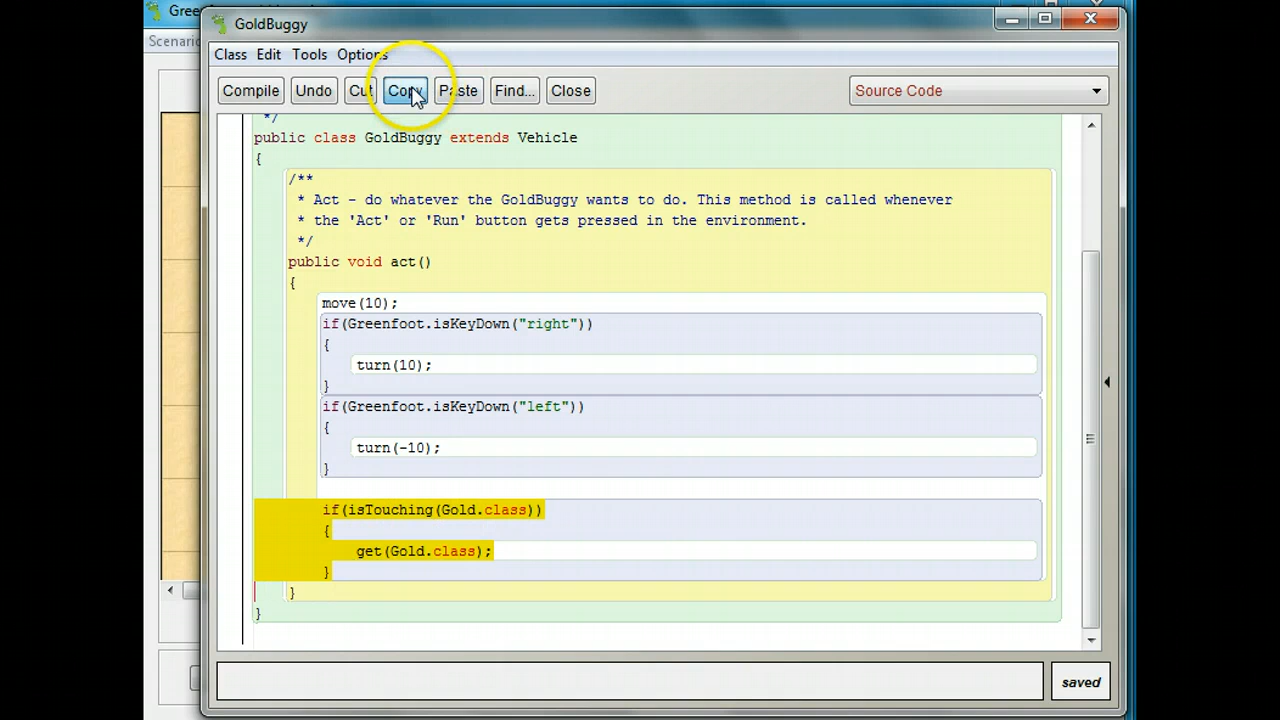 Gree
GoldBuggy
Scenario
Class Edit Tools Options
Compile Undo Cut Copy Paste Find... Close Source Code
*/
public class GoldBuggy extends Vehicle
{
/**
* Act - do whatever the GoldBuggy wants to do. This method is called whenever
* the 'Act' or 'Run' button gets pressed in the environment.
*/
public void act()
{
move(10);
if(Greenfoot.isKeyDown("right"))
{
turn(10);
}
if(Greenfoot.isKeyDown("left"))
{
turn(-10);
}
if(isTouching(Gold.class))
{
get(Gold.class);
}
}
}
saved